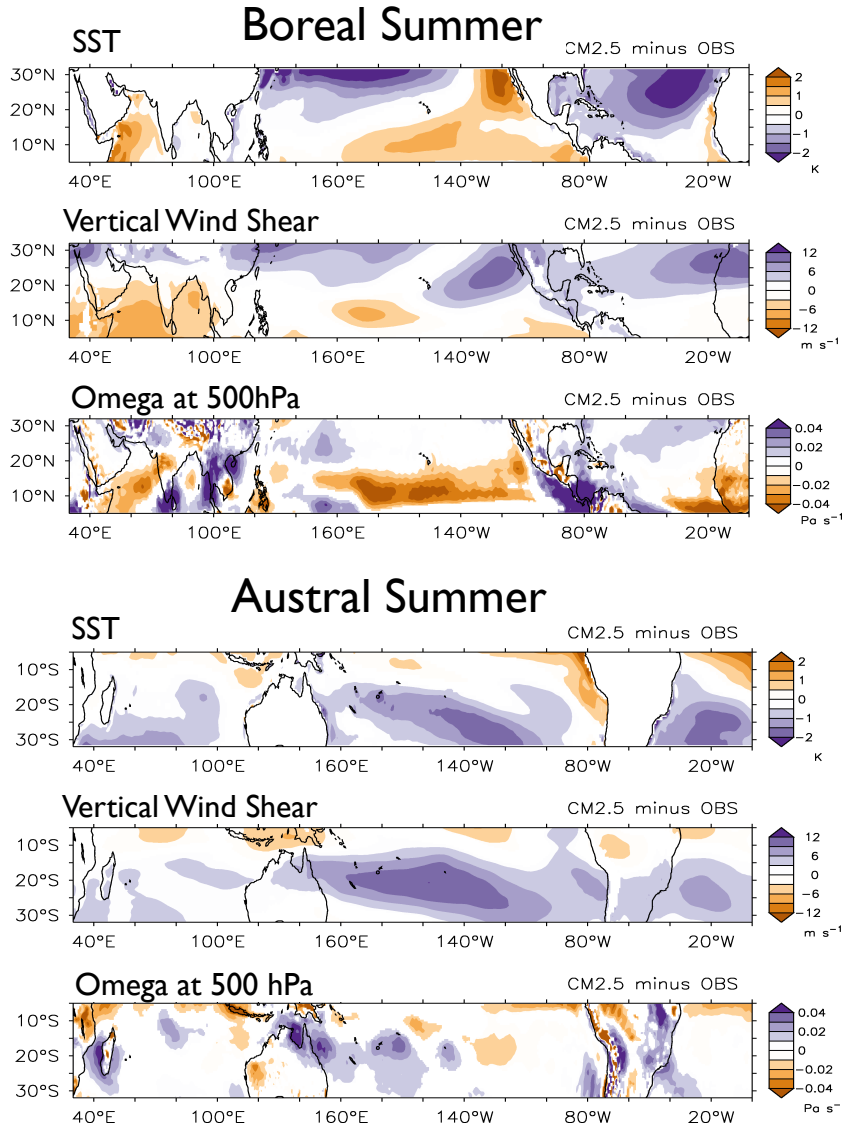 Boreal Summer
SST
CM2.5 minus OBS
30°N
20°N
10°N
40°E 100°E 160°E 140°W 80°W 20°W
2
1
0
−1
−2
K
Vertical Wind Shear
CM2.5 minus OBS
30°N
20°N
10°N
40°E 100°E 160°E 140°W 80°W 20°W
12
6
0
−6
−12
m s⁻¹
Omega at 500hPa
CM2.5 minus OBS
30°N
20°N
10°N
40°E 100°E 160°E 140°W 80°W 20°W
0.04
0.02
0
−0.02
−0.04
Pa s⁻¹
Austral Summer
SST
CM2.5 minus OBS
10°S
20°S
30°S
40°E 100°E 160°E 140°W 80°W 20°W
2
1
0
−1
−2
K
Vertical Wind Shear
CM2.5 minus OBS
10°S
20°S
30°S
40°E 100°E 160°E 140°W 80°W 20°W
12
6
0
−6
−12
m s⁻¹
Omega at 500 hPa
CM2.5 minus OBS
10°S
20°S
30°S
40°E 100°E 160°E 140°W 80°W 20°W
0.04
0.02
0
−0.02
−0.04
Pa s⁻